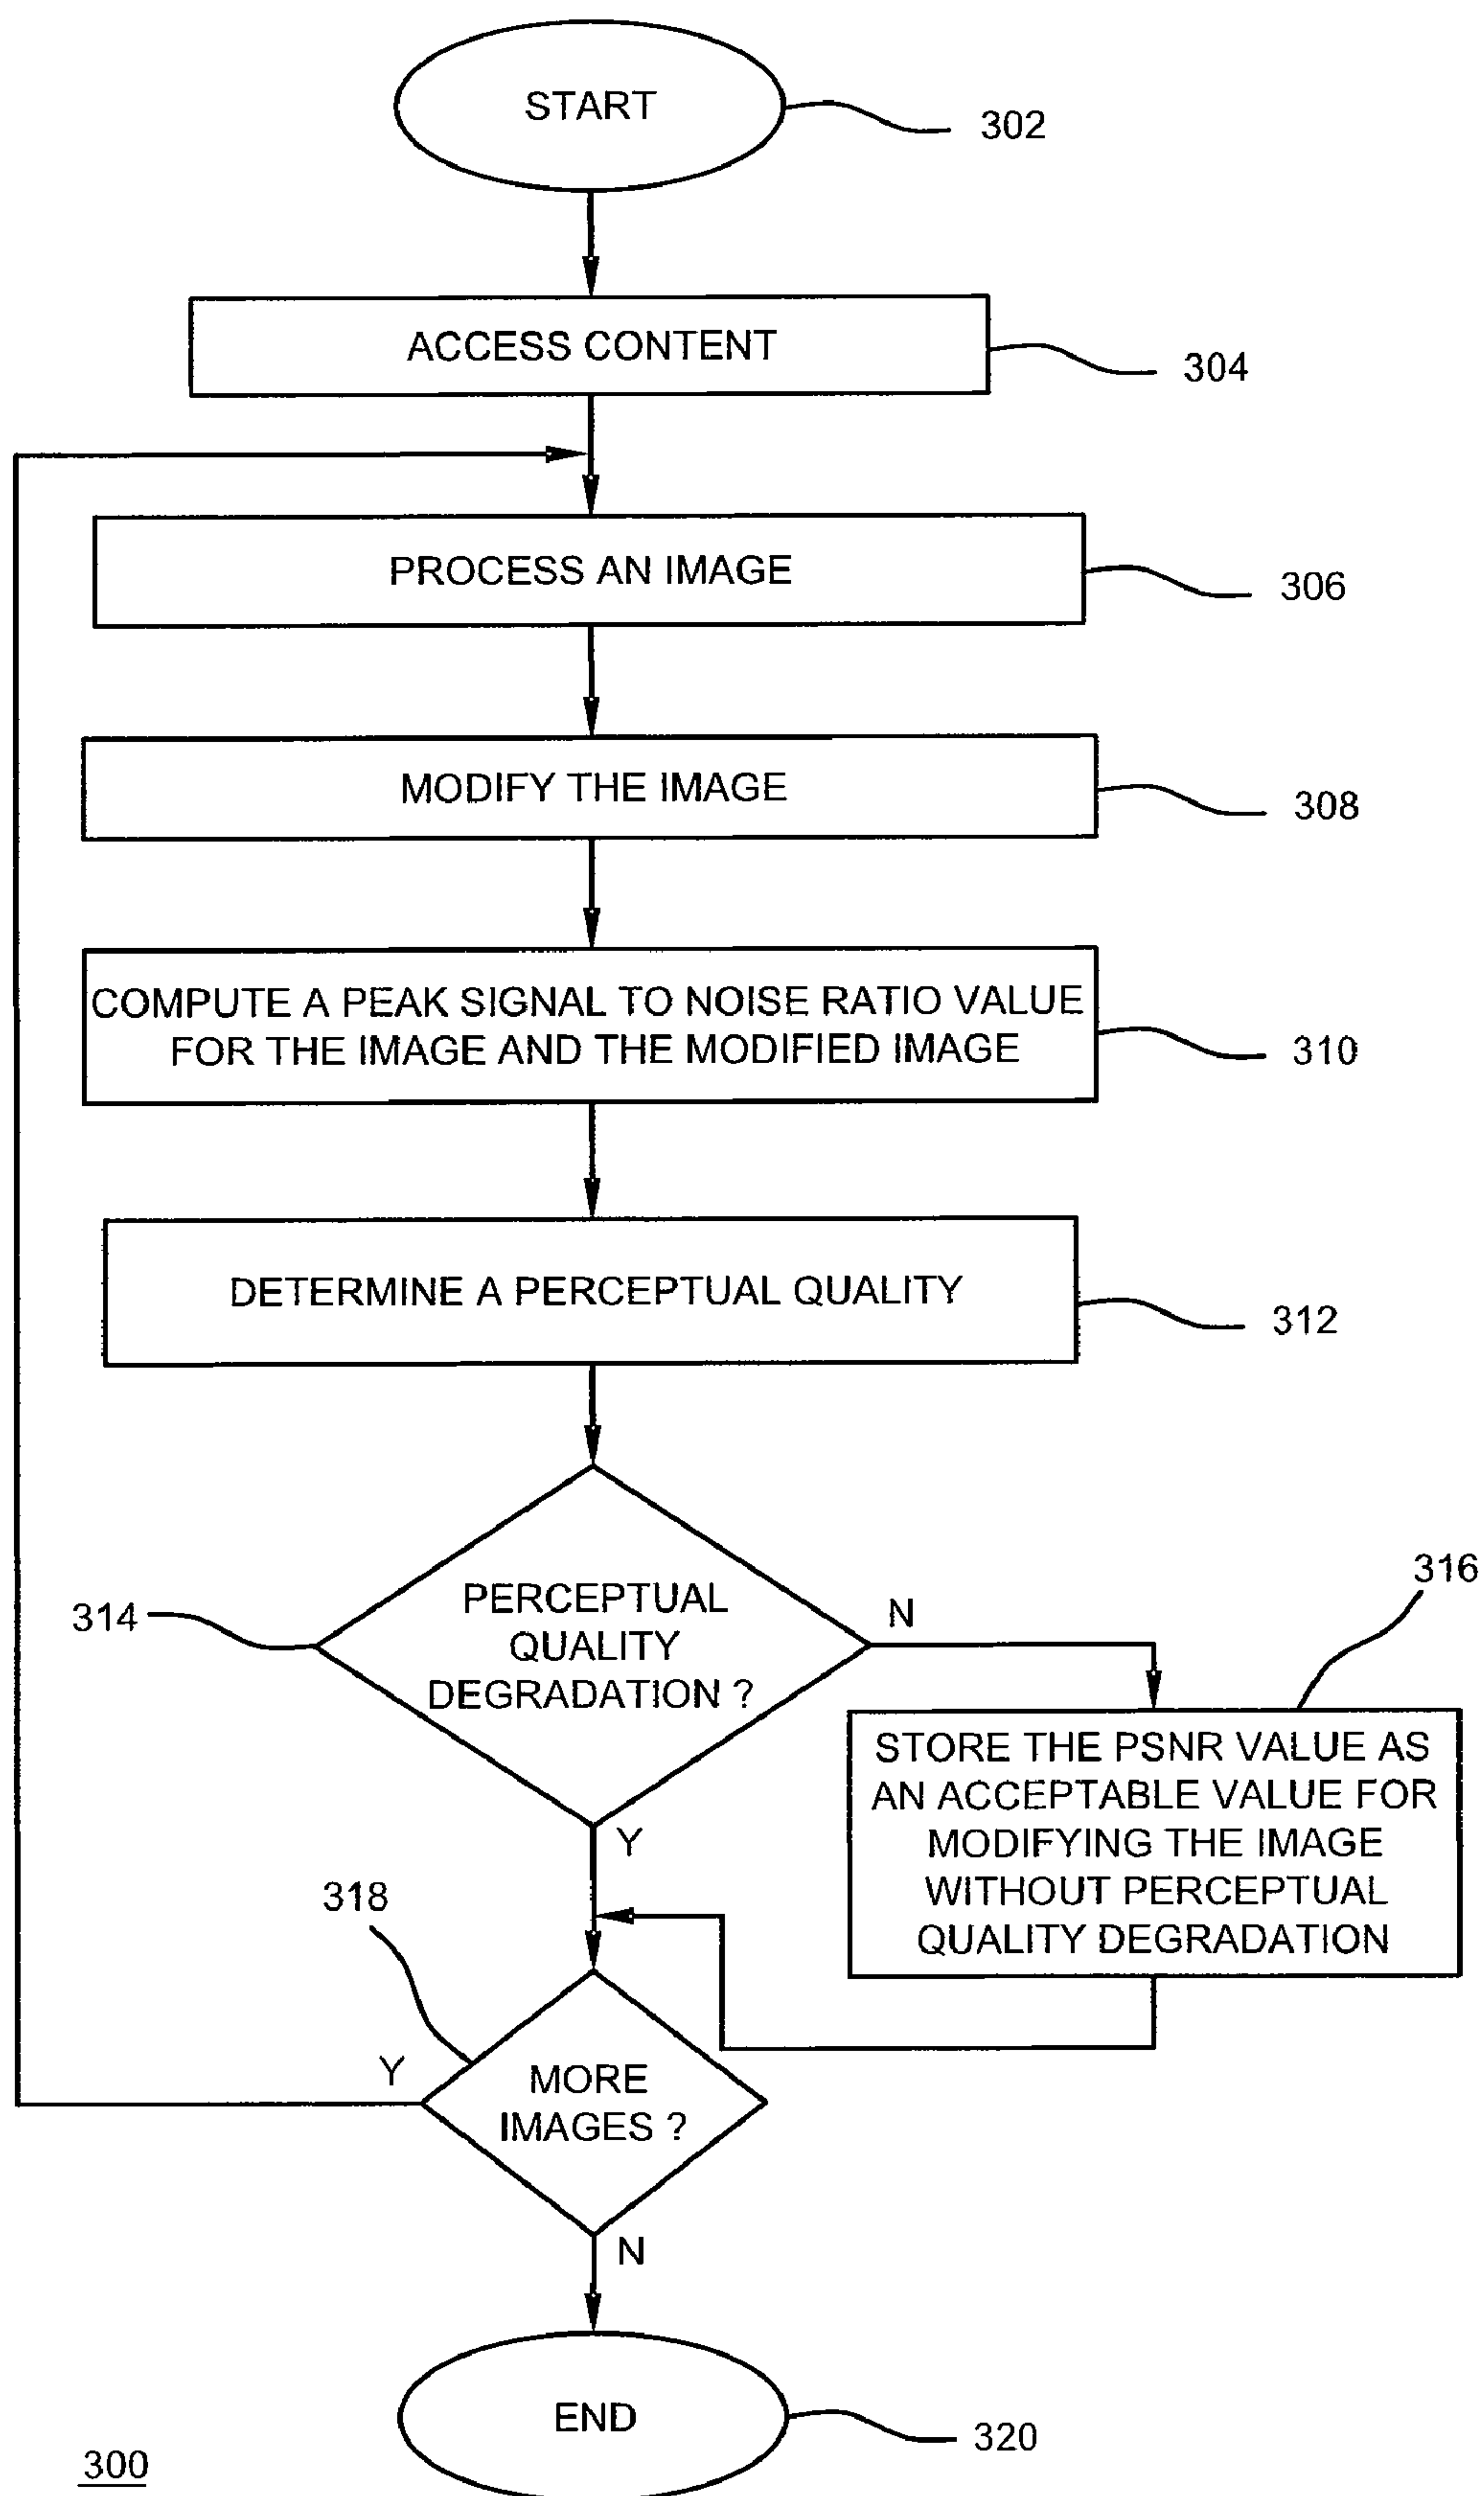 START
302
ACCESS CONTENT
304
PROCESS AN IMAGE
306
MODIFY THE IMAGE
308
COMPUTE A PEAK SIGNAL TO NOISE RATIO VALUE
FOR THE IMAGE AND THE MODIFIED IMAGE
310
DETERMINE A PERCEPTUAL QUALITY
312
314
PERCEPTUAL
QUALITY
DEGRADATION ?
N
Y
316
STORE THE PSNR VALUE AS
AN ACCEPTABLE VALUE FOR
MODIFYING THE IMAGE
WITHOUT PERCEPTUAL
QUALITY DEGRADATION
318
Y
MORE
IMAGES ?
N
END
320
300